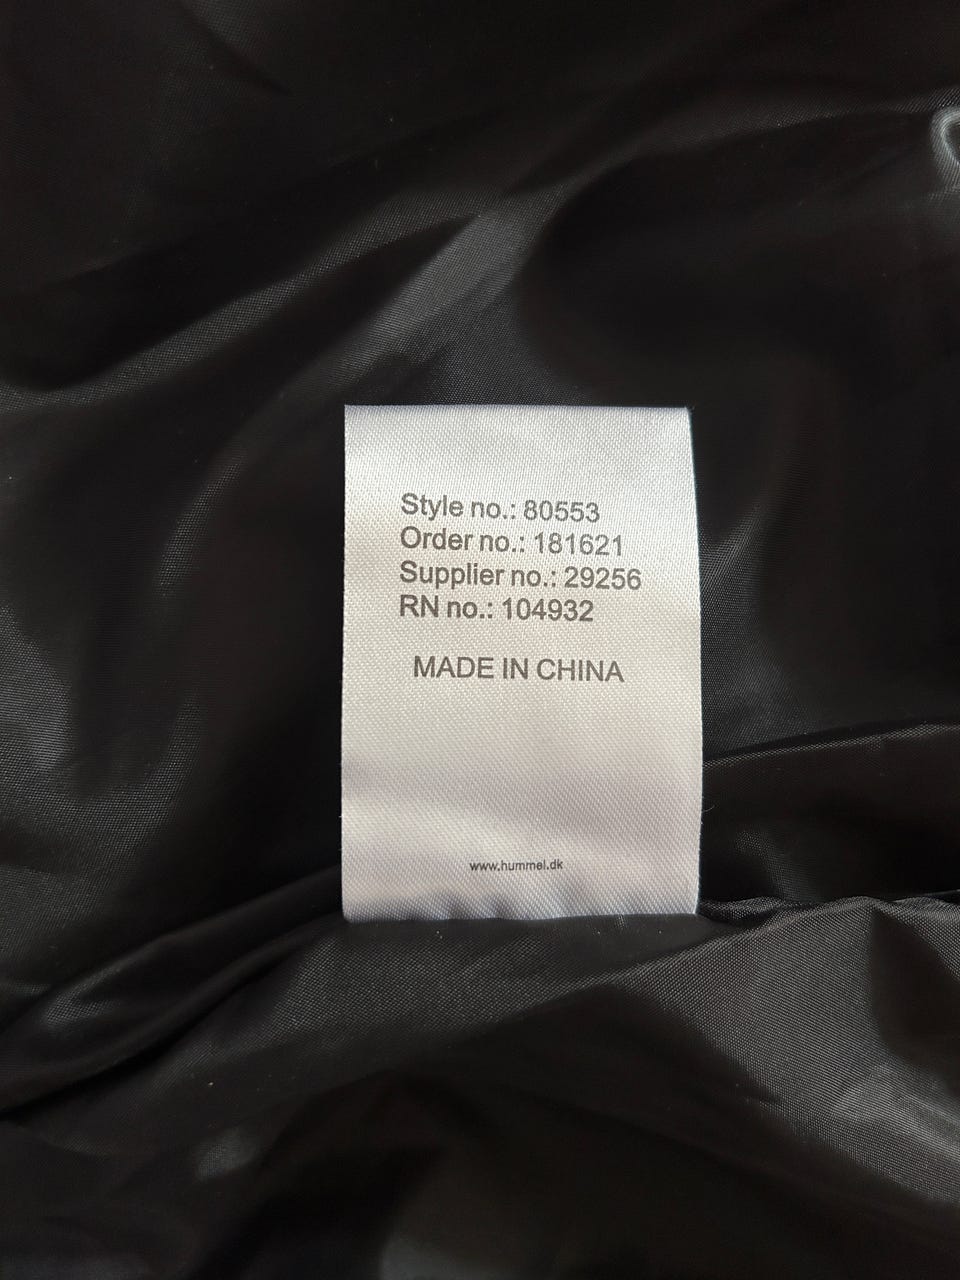 Style no.: 80553
Order no.: 181621
Supplier no.: 29256
RN no.: 104932
MADE IN CHINA
www.hummel.dk